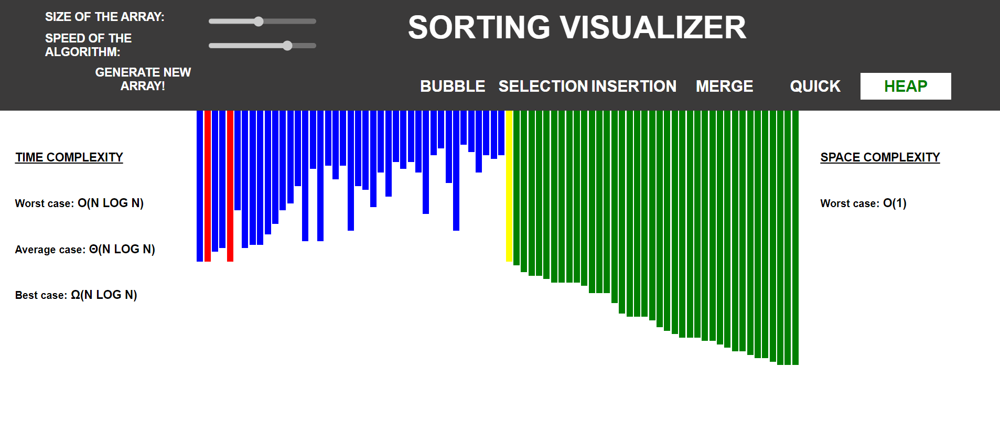 SIZE OF THE ARRAY:
SPEED OF THE
ALGORITHM:
GENERATE NEW
ARRAY!
SORTING VISUALIZER
BUBBLE SELECTION INSERTION MERGE QUICK HEAP
TIME COMPLEXITY
Worst case: O(N LOG N)
Average case: Θ(N LOG N)
Best case: Ω(N LOG N)
SPACE COMPLEXITY
Worst case: O(1)